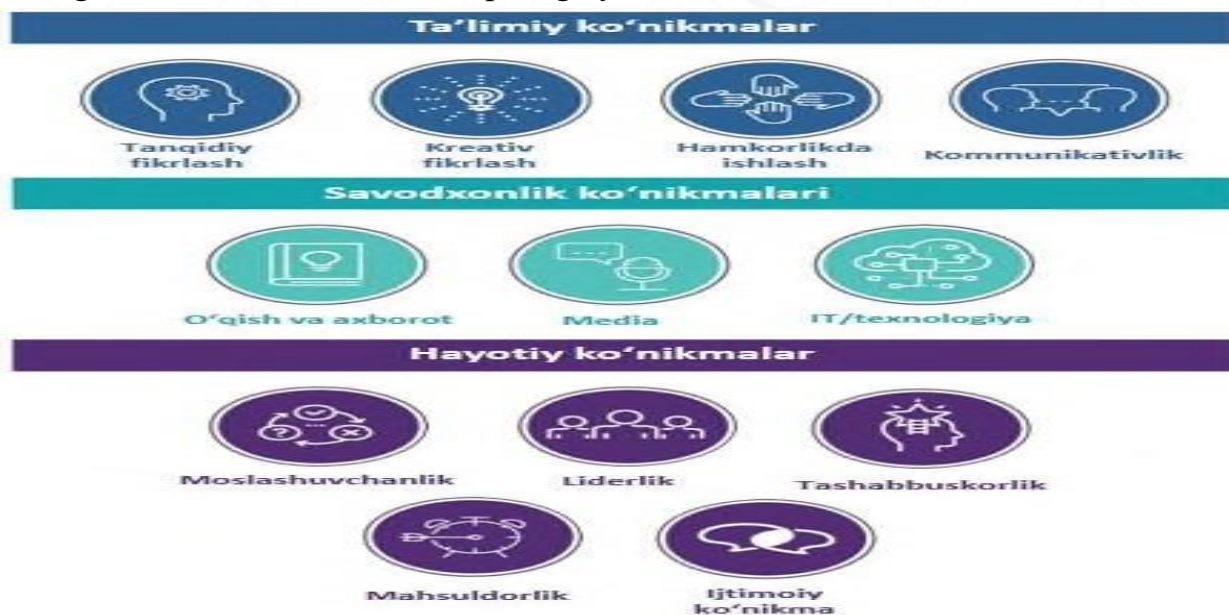 Ta’limiy ko‘nikmalar
Tanqidiy
fikrlash
Kreativ
fikrlash
Hamkorlikda
ishlash
Kommunikativlik
Savodxonlik ko‘nikmalari
O‘qish va axborot
Media
IT/texnologiya
Hayotiy ko‘nikmalar
Moslashuvchanlik
Liderlik
Tashabbuskorlik
Mahsuldorlik
Ijtimoiy
ko‘nikma